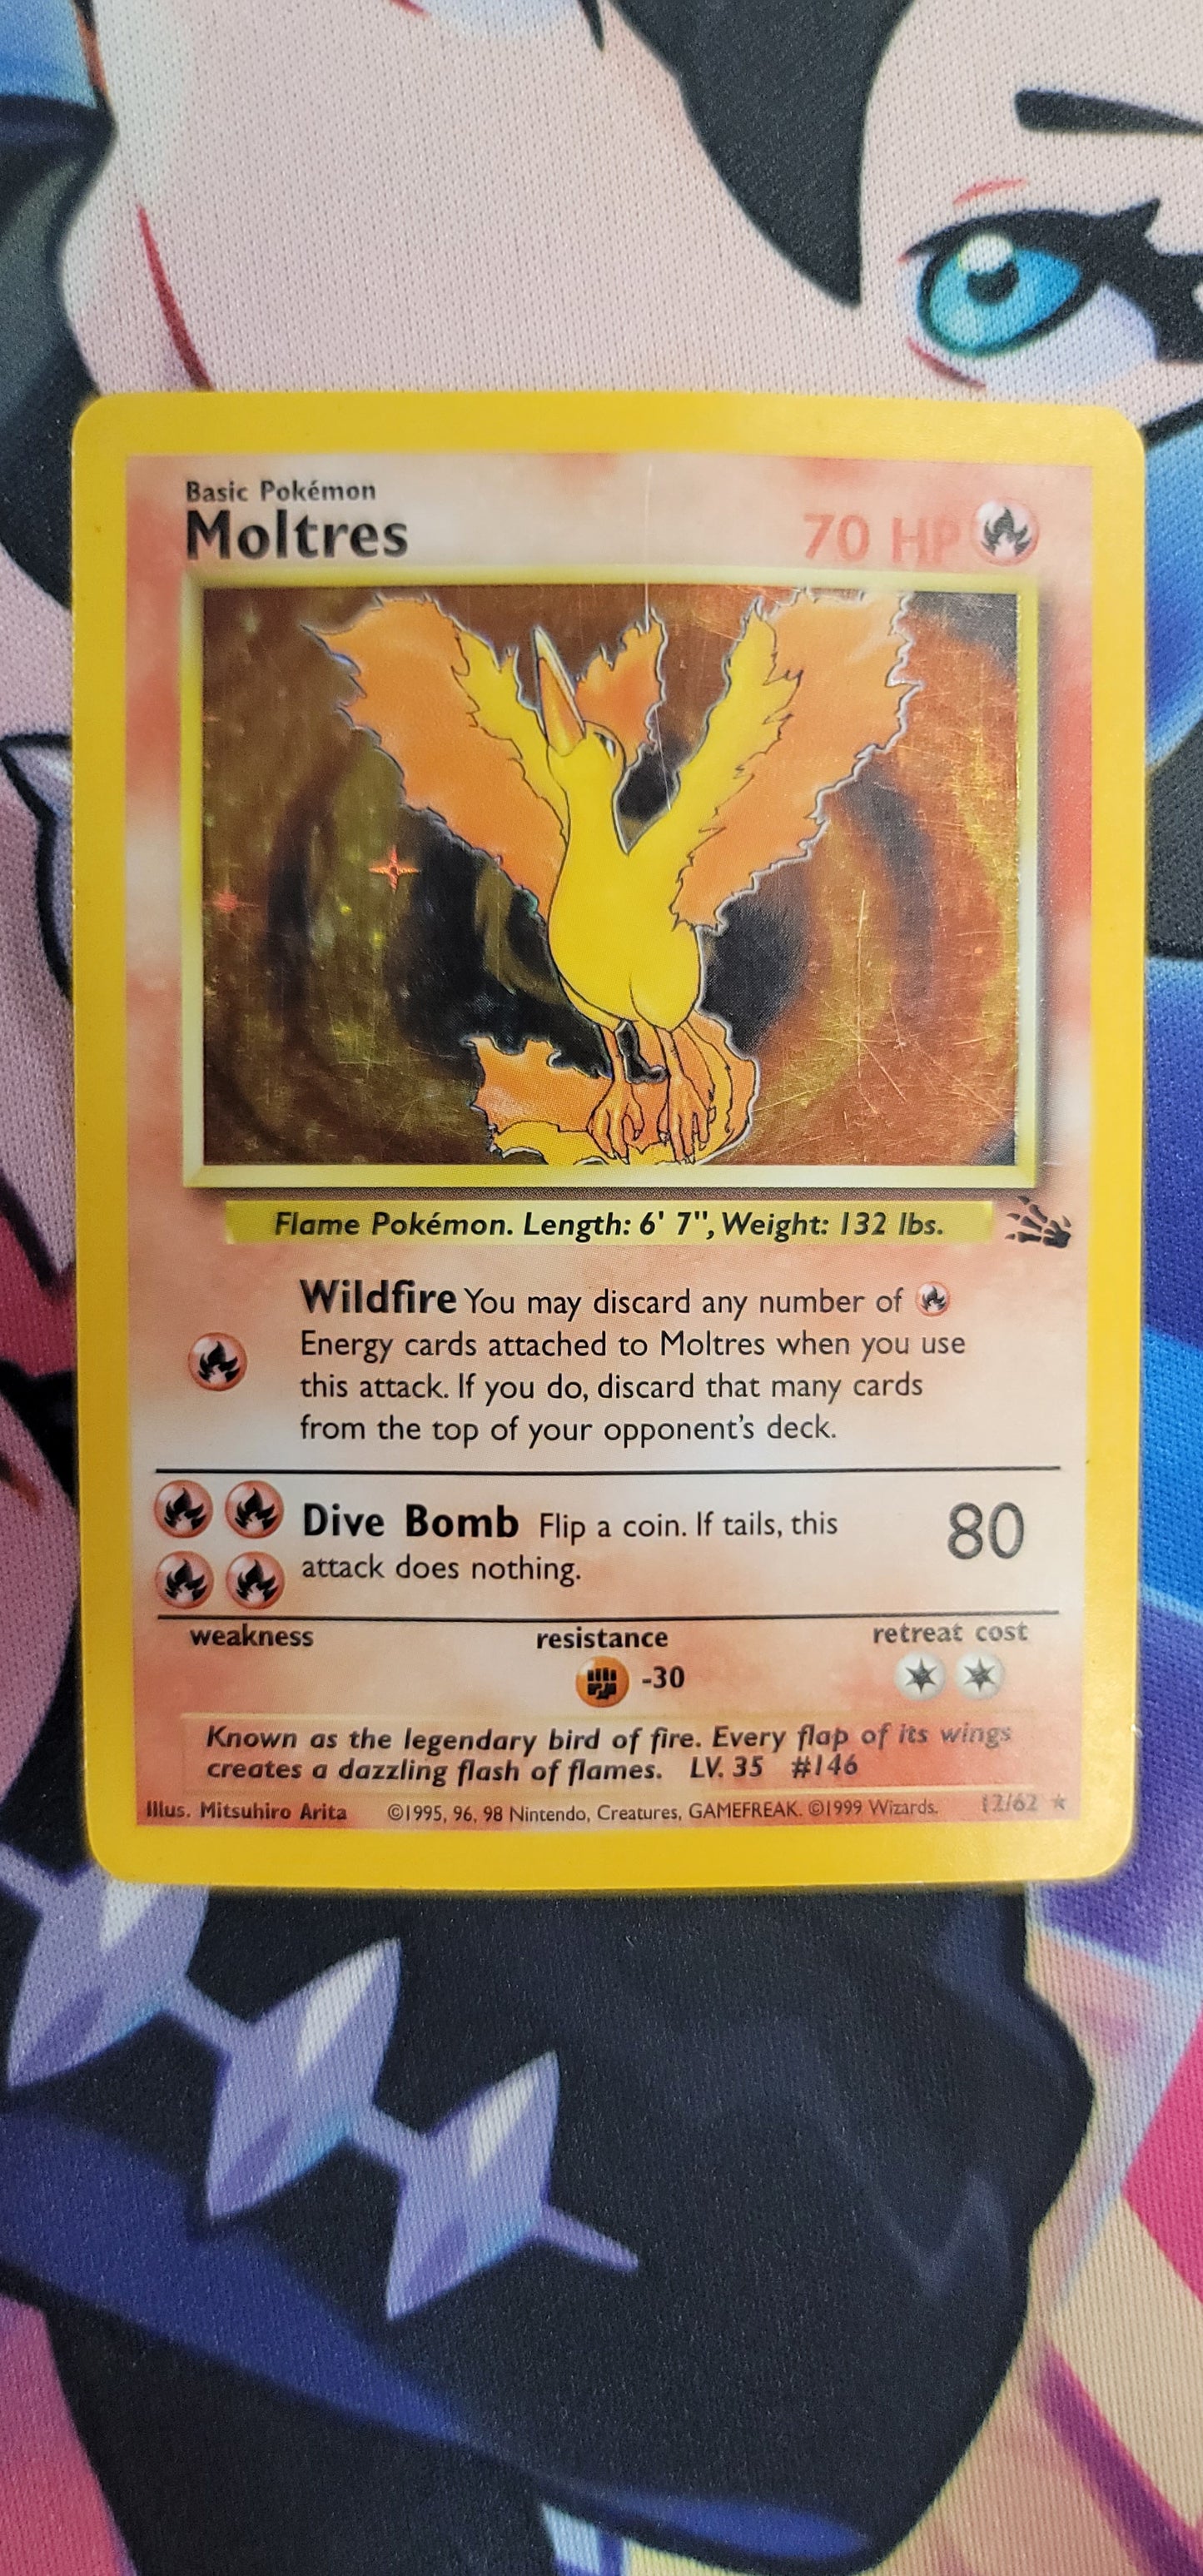 Basic Pokémon
Moltres 70 HP
Flame Pokémon. Length: 6' 7", Weight: 132 lbs.
Wildfire You may discard any number of
Energy cards attached to Moltres when you use
this attack. If you do, discard that many cards
from the top of your opponent's deck.
Dive Bomb Flip a coin. If tails, this 80
attack does nothing.
weakness resistance retreat cost
-30
Known as the legendary bird of fire. Every flap of its wings
creates a dazzling flash of flames. LV. 35 #146
Illus. Mitsuhiro Arita ©1995, 96, 98 Nintendo, Creatures, GAMEFREAK. ©1999 Wizards. 12/62 ★